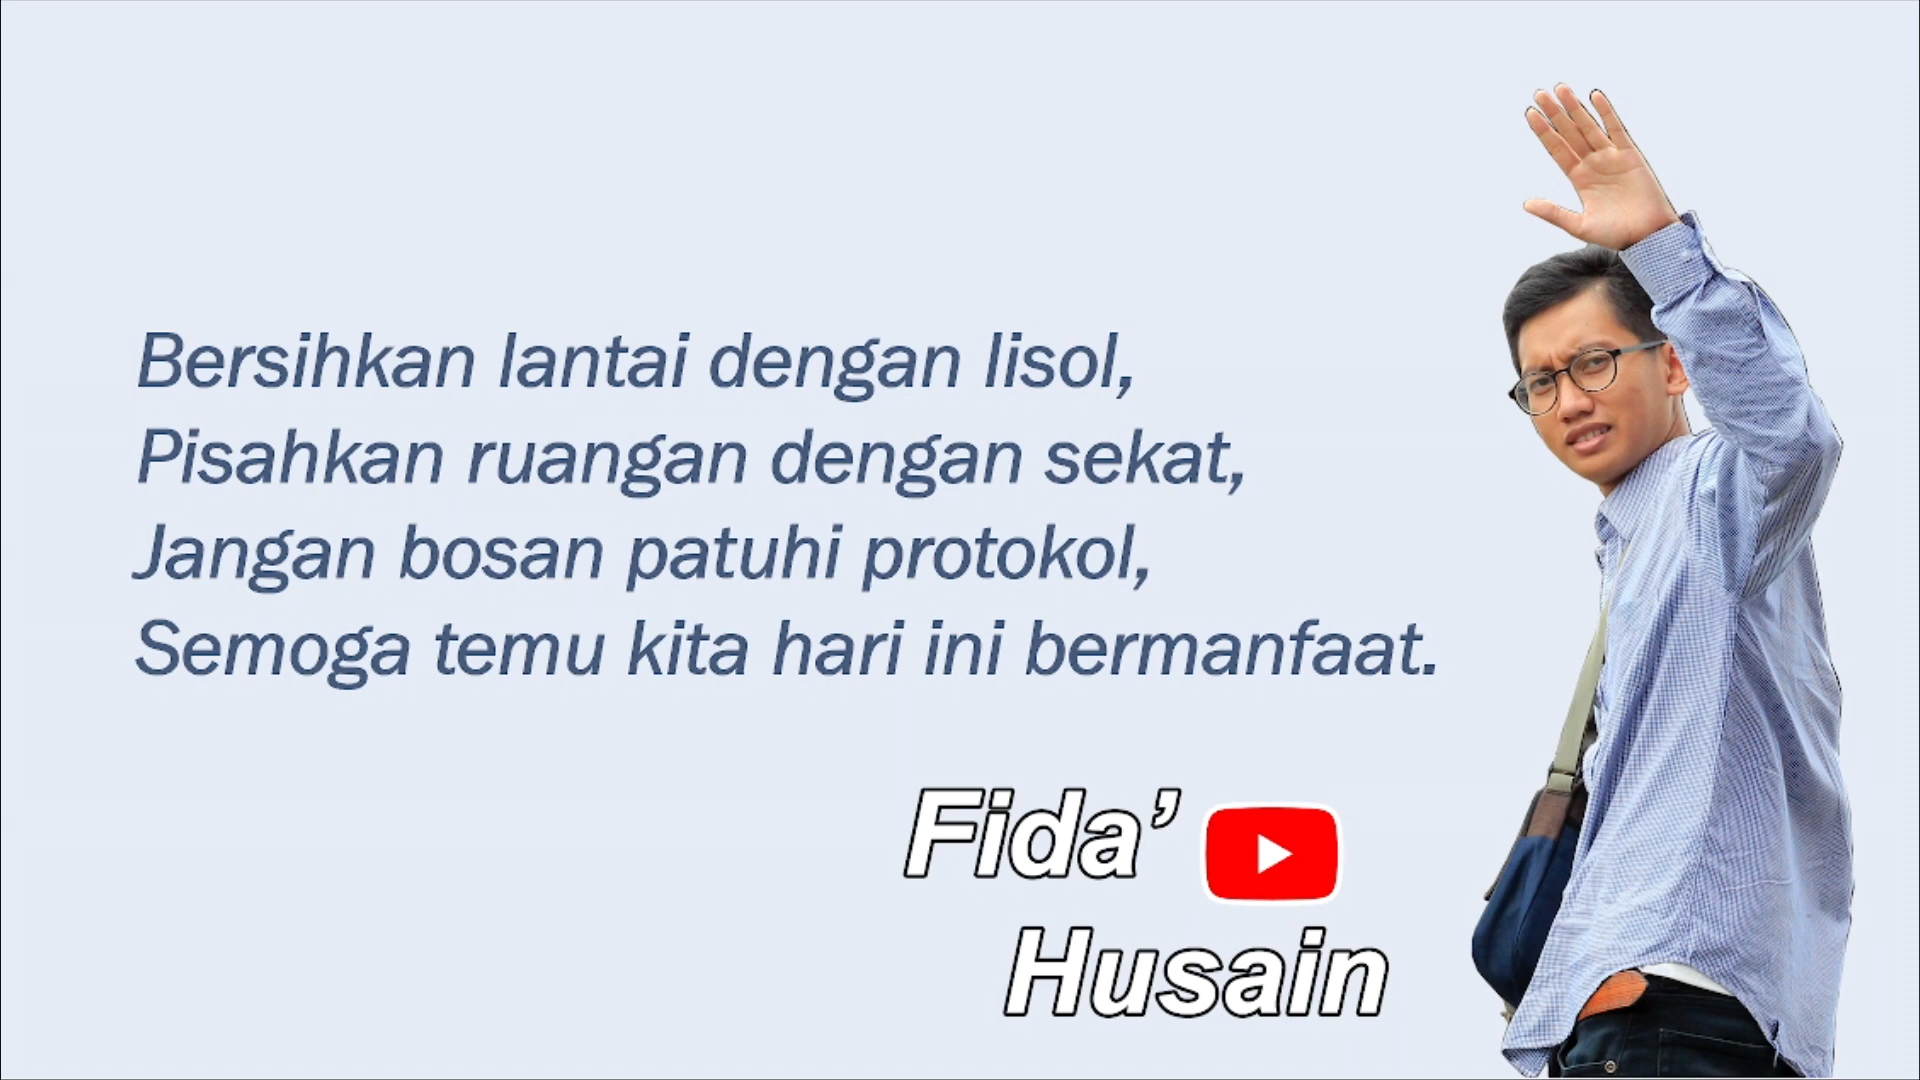 Bersihkan lantai dengan lisol,
Pisahkan ruangan dengan sekat,
Jangan bosan patuhi protokol,
Semoga temu kita hari ini bermanfaat.
Fida’
Husain